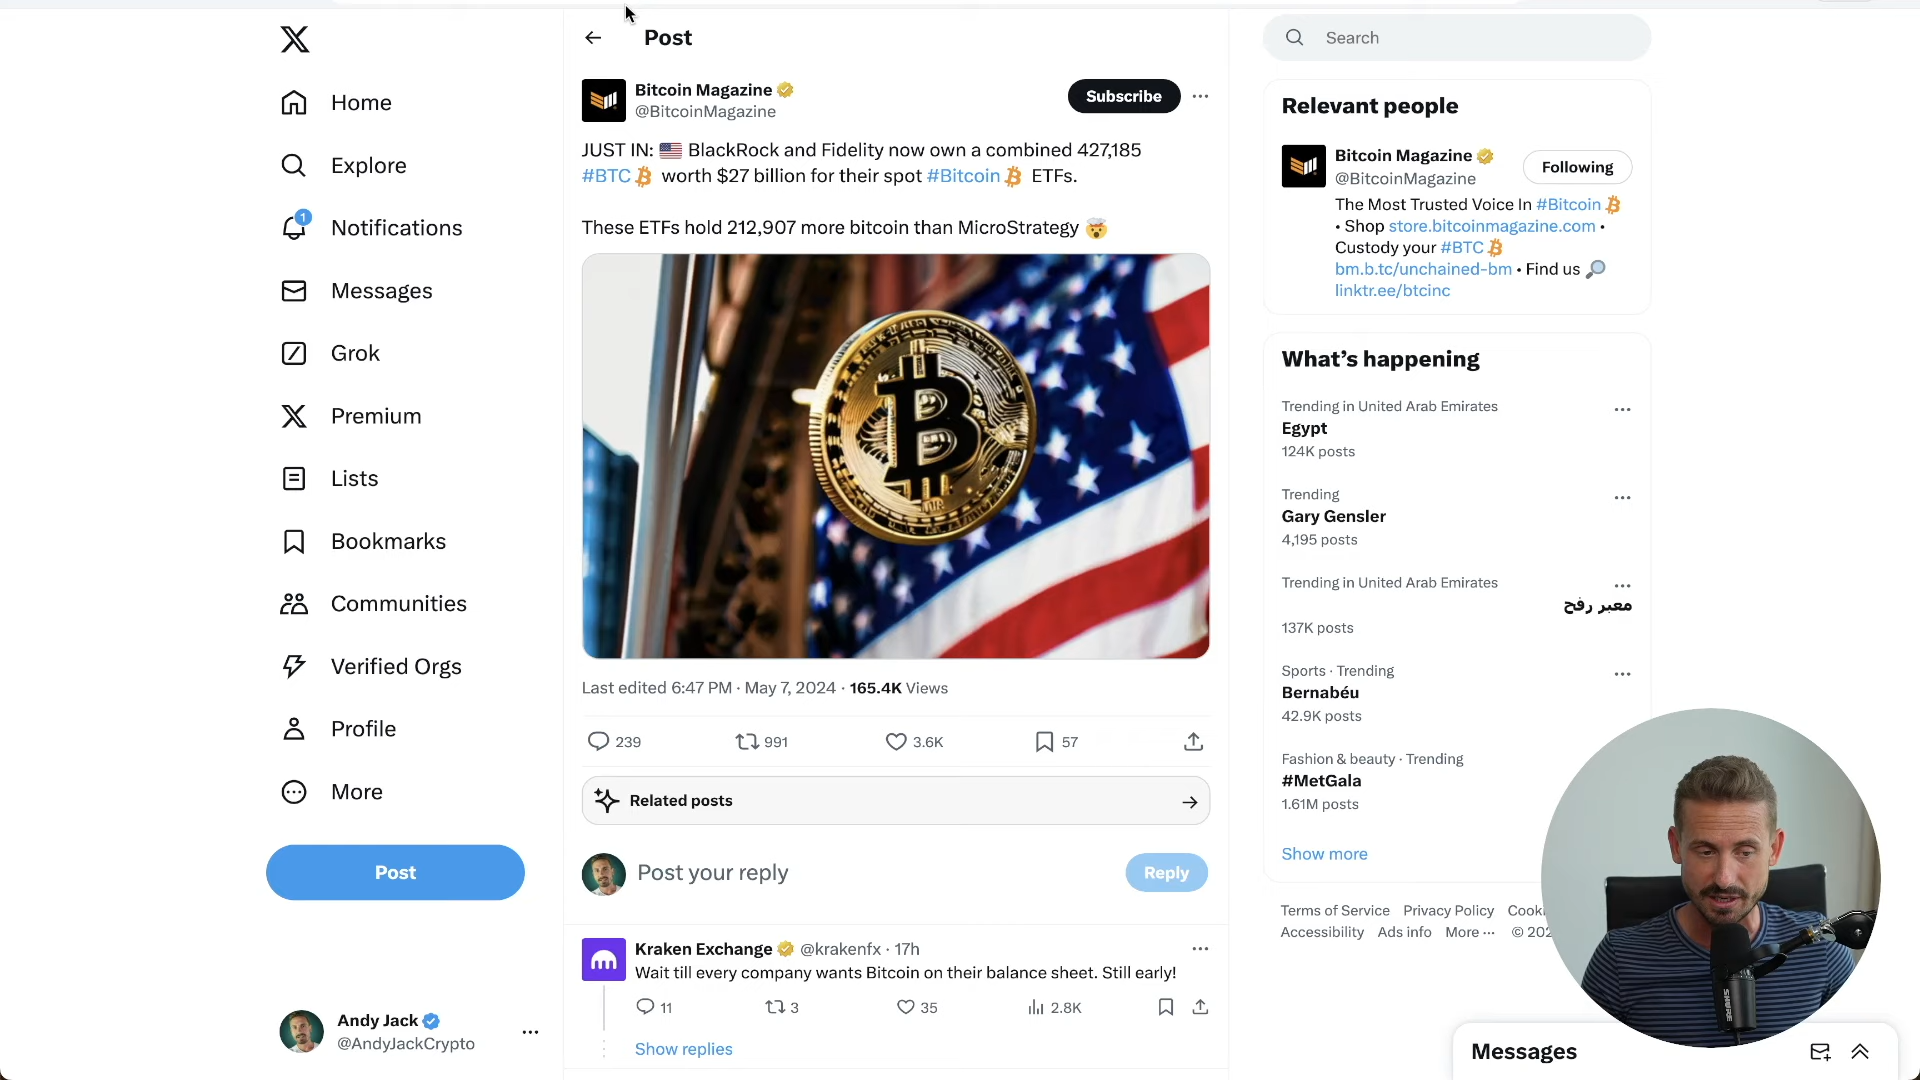 Home
Explore
1
Notifications
Messages
Grok
Premium
Lists
Bookmarks
Communities
Verified Orgs
Profile
More
Post
Andy Jack
@AndyJackCrypto
Post
Bitcoin Magazine
@BitcoinMagazine
Subscribe
JUST IN: 🇺🇸 BlackRock and Fidelity now own a combined 427,185
#BTC worth $27 billion for their spot #Bitcoin ETFs.
These ETFs hold 212,907 more bitcoin than MicroStrategy 🤯
Last edited 6:47 PM · May 7, 2024 · 165.4K Views
239 991 3.6K 57
Related posts
Post your reply
Reply
Kraken Exchange @krakenfx · 17h
Wait till every company wants Bitcoin on their balance sheet. Still early!
11 3 35 2.8K
Show replies
Search
Relevant people
Bitcoin Magazine
@BitcoinMagazine
Following
The Most Trusted Voice In #Bitcoin
• Shop store.bitcoinmagazine.com •
Custody your #BTC
bm.b.tc/unchained-bm • Find us 🔎
linktr.ee/btcinc
What’s happening
Trending in United Arab Emirates
Egypt
124K posts
Trending
Gary Gensler
4,195 posts
Trending in United Arab Emirates
معبر رفح
137K posts
Sports · Trending
Bernabéu
42.9K posts
Fashion & beauty · Trending
#MetGala
1.61M posts
Show more
Terms of Service Privacy Policy
Accessibility Ads info More ···
SHURE
Messages